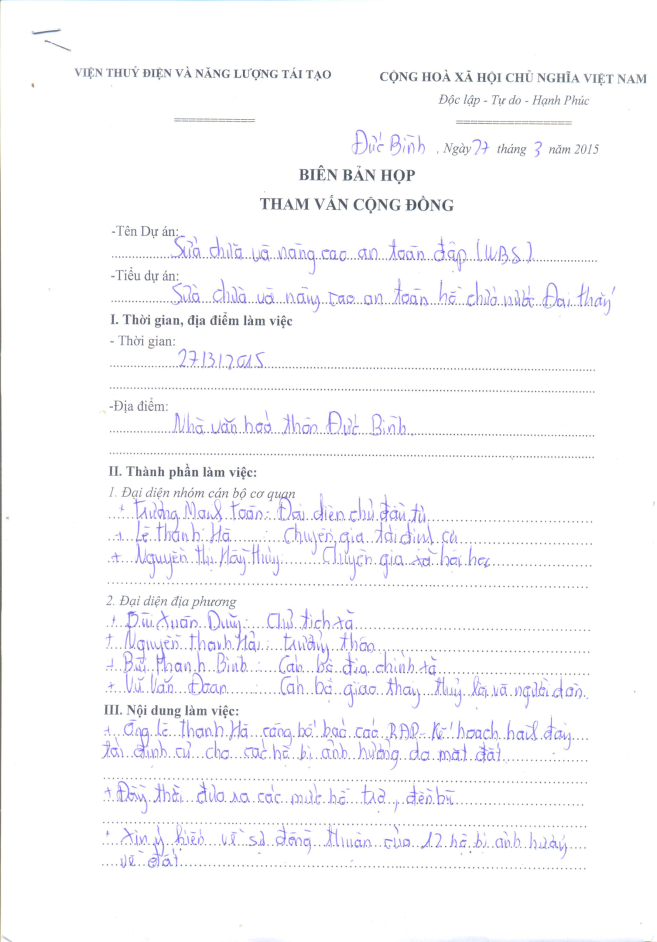 VIỆN THUỶ ĐIỆN VÀ NĂNG LƯỢNG TÁI TẠO
CỘNG HOÀ XÃ HỘI CHỦ NGHĨA VIỆT NAM
Độc lập - Tự do - Hạnh Phúc
Đức Bình, Ngày 27 tháng 3 năm 2015
BIÊN BẢN HỌP
THAM VẤN CỘNG ĐỒNG
-Tên Dự án:
Sửa chữa và nâng cao an toàn đập (WB5)
-Tiểu dự án:
Sửa chữa và nâng cao an toàn hồ chứa nước Đại thắng
I. Thời gian, địa điểm làm việc
- Thời gian:
27/3/2015
-Địa điểm:
Nhà văn hoá thôn Đức Bình
II. Thành phần làm việc:
1. Đại diện nhóm cán bộ cơ quan
+ Trương Mạnh Toàn: Đại diện chủ đầu tư
+ Lê Thanh Hà : Chuyên gia tái định cư
+ Nguyễn Thị Hồng Thủy: Chuyên gia xã hội học
2. Đại diện địa phương
+ Bùi Xuân Dũng: Chủ tịch xã
+ Nguyễn Thanh Hải: trưởng thôn
+ Bùi Thanh Bình : Cán bộ địa chính xã
+ Vũ Văn Đoan : Cán bộ giao thông thuỷ lợi và người dân
III. Nội dung làm việc:
+ Ông Lê Thanh Hà công bố báo cáo RAP- Kế hoạch hành động
tái định cư cho các hộ bị ảnh hưởng do mất đất
+ Đồng thời đưa ra các mức hỗ trợ, đền bù
+ Xin ý kiến về sự đồng thuận của 12 hộ bị ảnh hưởng
về đất